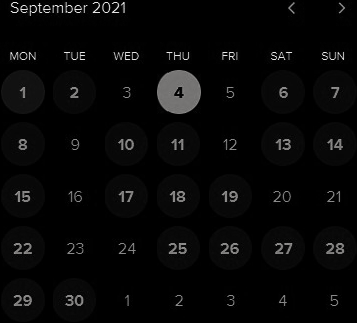 September 2021
MON TUE WED THU FRI SAT SUN
1 2 3 4 5 6 7
8 9 10 11 12 13 14
15 16 17 18 19 20 21
22 23 24 25 26 27 28
29 30 1 2 3 4 5